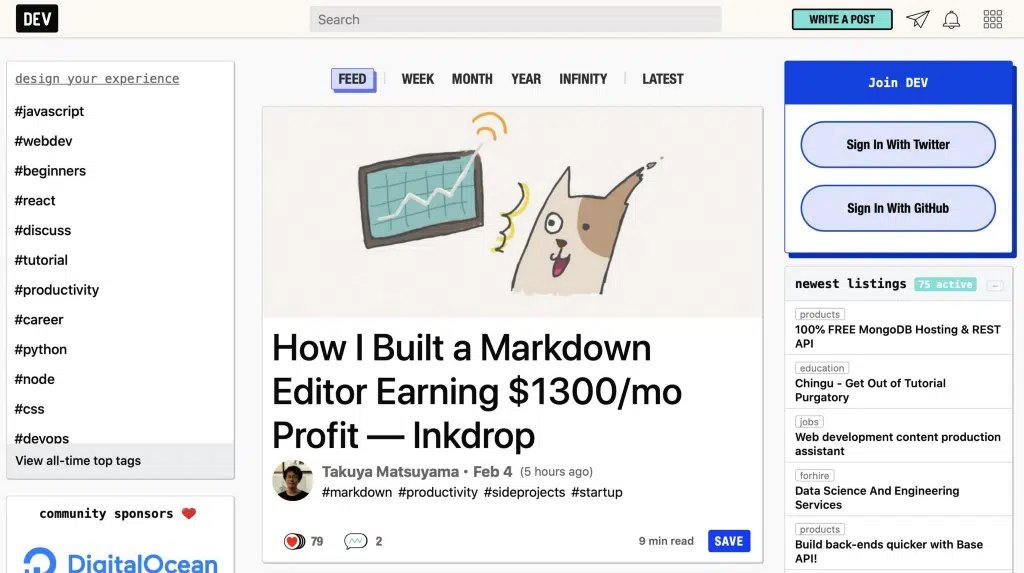 DEV
Search
WRITE A POST
design your experience
#javascript
#webdev
#beginners
#react
#discuss
#tutorial
#productivity
#career
#python
#node
#css
#devops
View all-time top tags
community sponsors ❤️
DigitalOcean
FEED
WEEK
MONTH
YEAR
INFINITY
LATEST
How I Built a Markdown
Editor Earning $1300/mo
Profit — Inkdrop
Takuya Matsuyama • Feb 4 (5 hours ago)
#markdown #productivity #sideprojects #startup
79
2
9 min read
SAVE
Join DEV
Sign In With Twitter
Sign In With GitHub
newest listings 75 active
products
100% FREE MongoDB Hosting & REST
API
education
Chingu - Get Out of Tutorial
Purgatory
jobs
Web development content production
assistant
forhire
Data Science And Engineering
Services
products
Build back-ends quicker with Base
API!